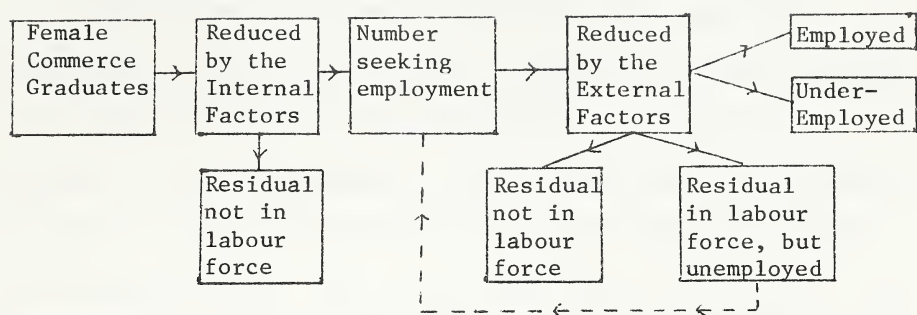 Female
Commerce
Graduates
Reduced
by the
Internal
Factors
Number
seeking
employment
Reduced
by the
External
Factors
Employed
Under-
Employed
Residual
not in
labour
force
Residual
not in
labour
force
Residual
in labour
force, but
unemployed